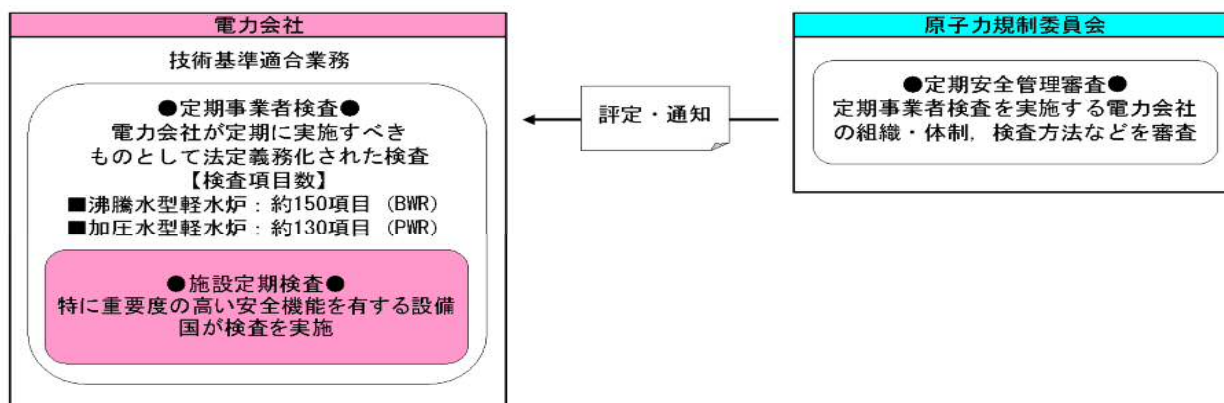 電力会社
技術基準適合業務
●定期事業者検査●
電力会社が定期に実施すべき
ものとして法定義務化された検査
【検査項目数】
■沸騰水型軽水炉：約150項目 (BWR)
■加圧水型軽水炉：約130項目 (PWR)
●施設定期検査●
特に重要度の高い安全機能を有する設備
国が検査を実施
評定・通知
原子力規制委員会
●定期安全管理審査●
定期事業者検査を実施する電力会社
の組織・体制，検査方法などを審査